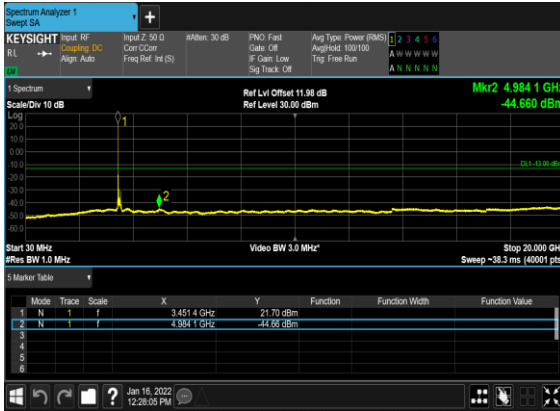 Spectrum Analyzer 1
Swept SA
+
KEYSIGHT Input: RF Input Z: 50 Ω #Atten: 30 dB PNO: Fast Avg Type: Power (RMS) 1 2 3 4 5 6
RL Coupling: DC Corr CCorr Gate: Off Avg|Hold: 100/100 A W W W W W
Align: Auto Freq Ref: Int (S) IF Gain: Low Trig: Free Run
Sig Track: Off A N N N N N
1 Spectrum Ref Lvl Offset 11.98 dB Mkr2 4.984 1 GHz
Scale/Div 10 dB Ref Level 30.00 dBm -44.660 dBm
Log
1
20.0
10.0
0.00
-10.0
DL1 -13.00 dBm
-20.0
-30.0
2
-40.0
-50.0
-60.0
Start 30 MHz Video BW 3.0 MHz* Stop 20.000 GHz
#Res BW 1.0 MHz Sweep ~38.3 ms (40001 pts)
5 Marker Table
Mode Trace Scale X Y Function Function Width Function Value
1 N 1 f 3.451 4 GHz 21.70 dBm
2 N 1 f 4.984 1 GHz -44.66 dBm
3
4
5
6
? Jan 16, 2022
12:28:05 PM